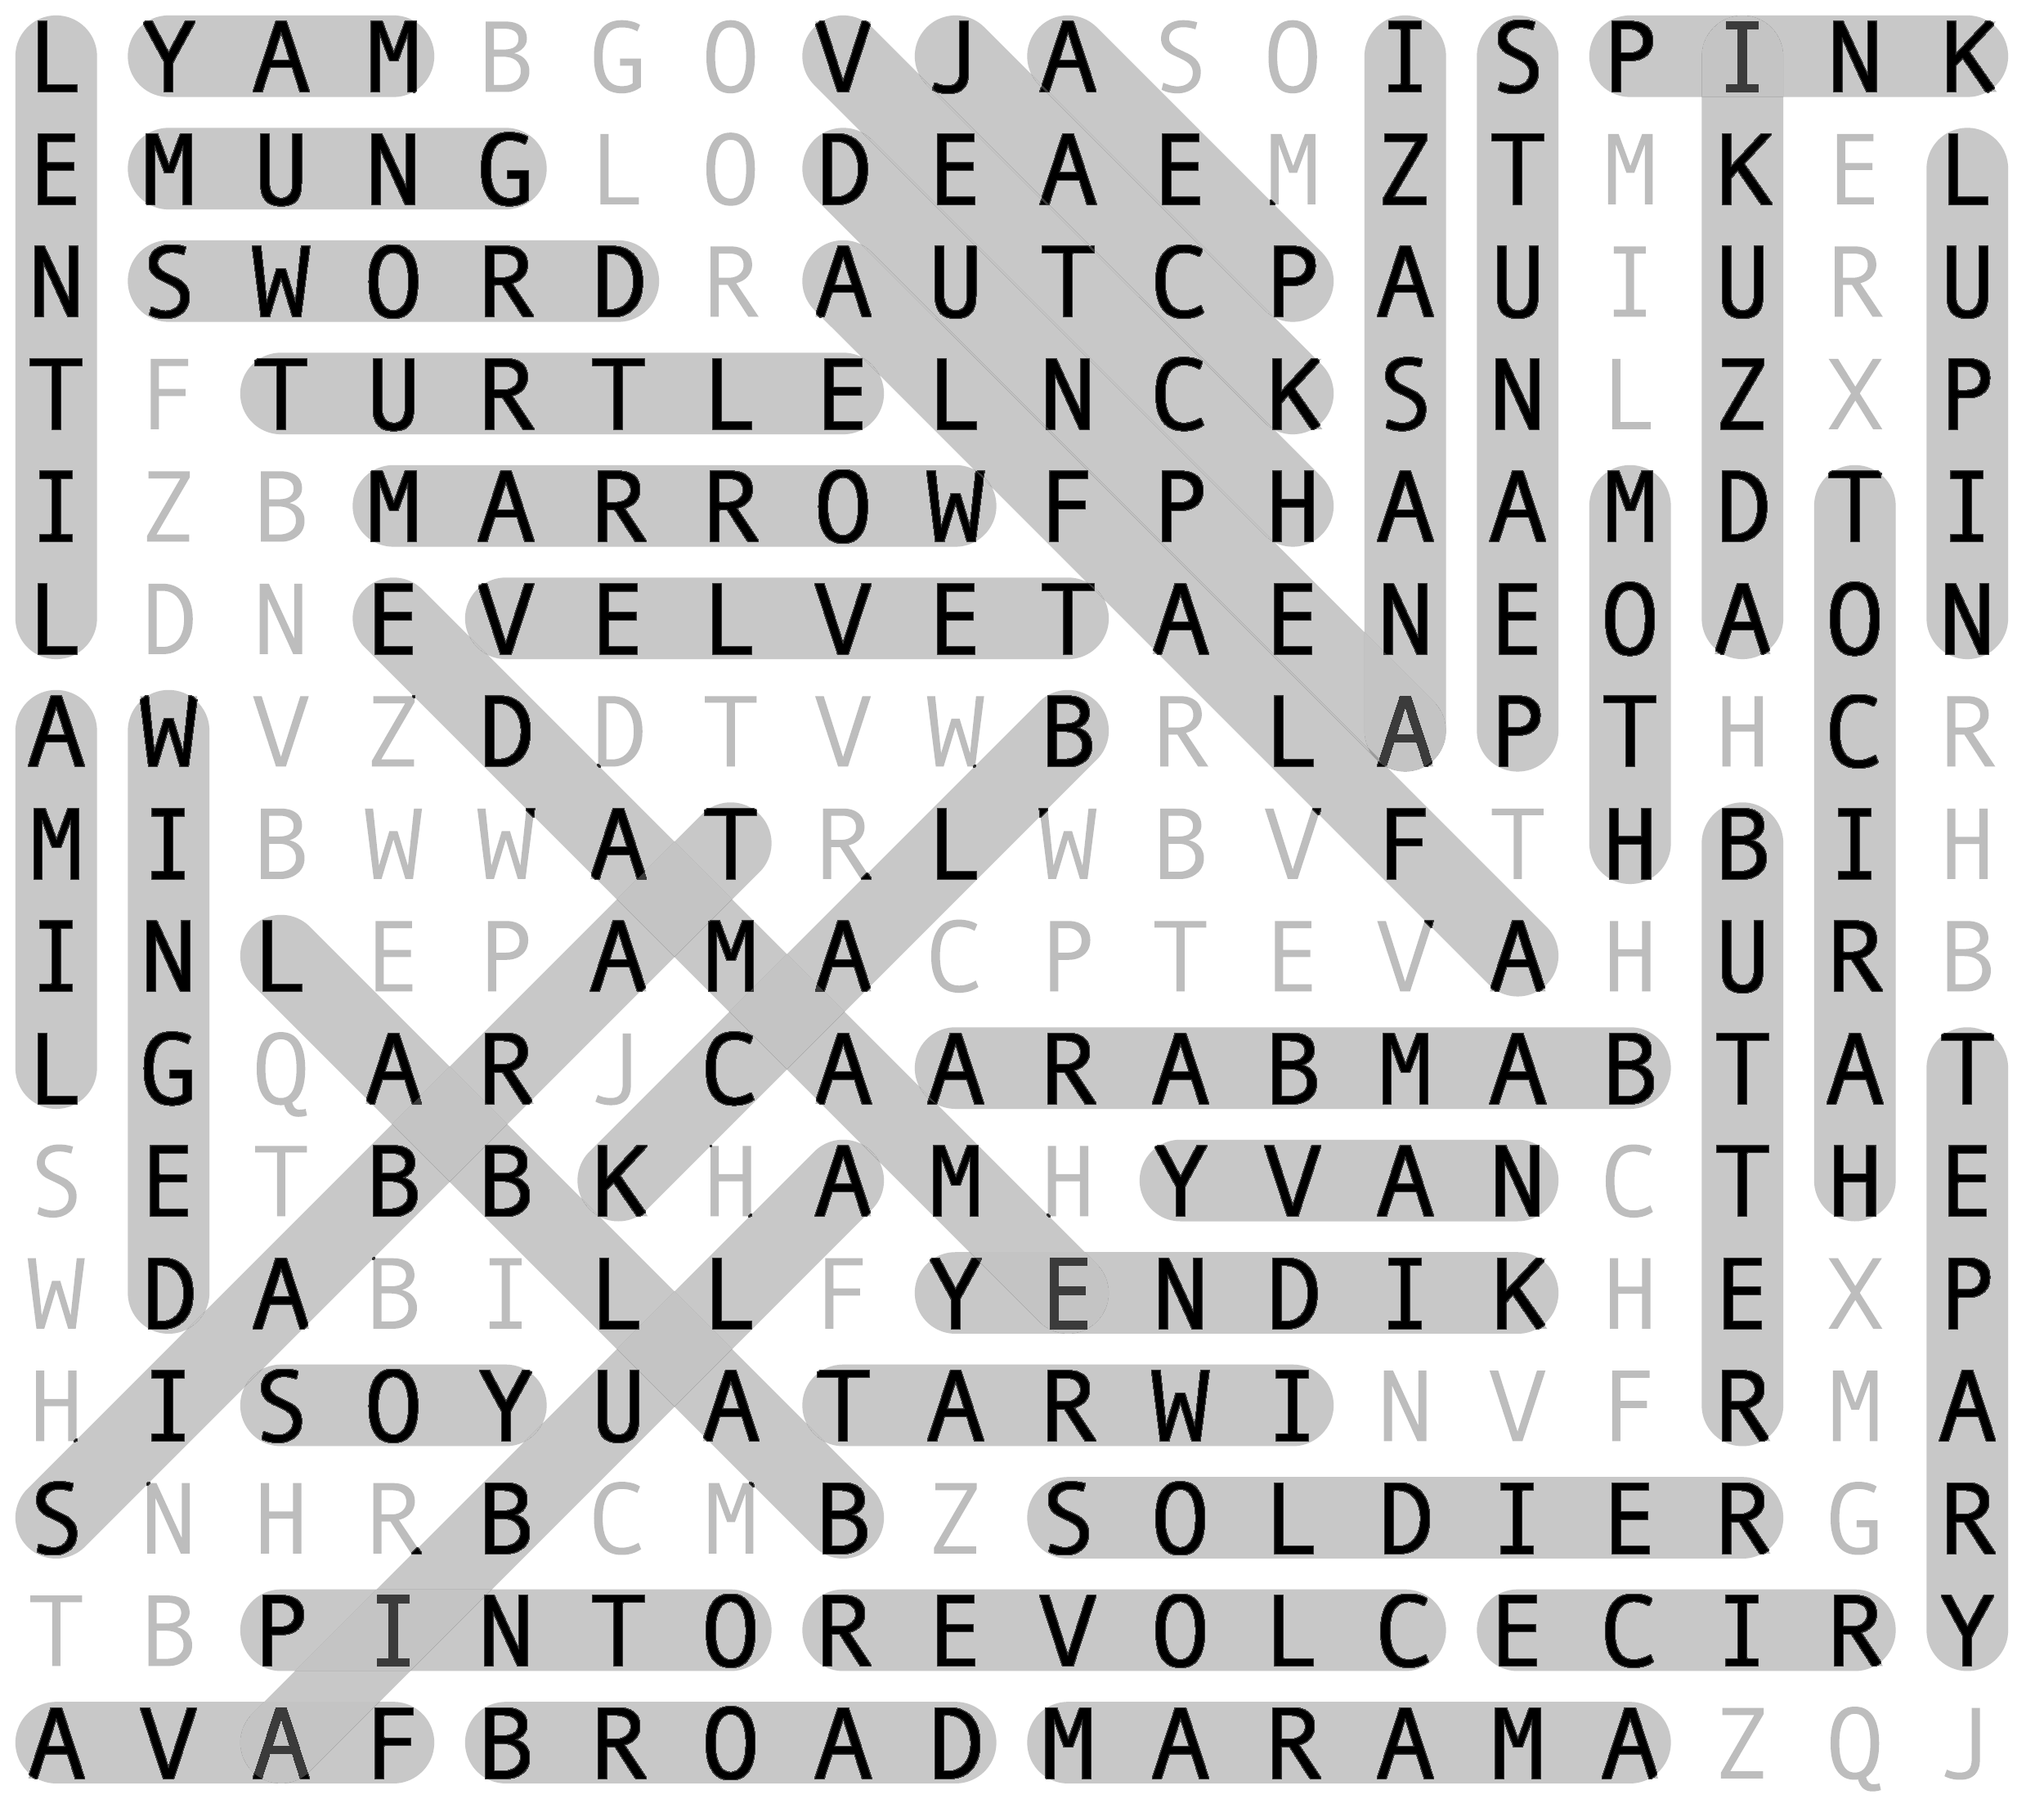 L Y A M B G O V J A S O I S P I N K
E M U N G L O D E A E M Z T M K E L
N S W O R D R A U T C P A U I U R U
T F T U R T L E L N C K S N L Z X P
I Z B M A R R O W F P H A A M D T I
L D N E V E L V E T A E N E O A O N
A W V Z D D T V W B R L A P T H C R
M I B W W A T R L W B V F T H B I H
I N L E P A M A C P T E V A H U R B
L G Q A R J C A A R A B M A B T A T
S E T B B K H A M H Y V A N C T H E
W D A B I L L F Y E N D I K H E X P
H I S O Y U A T A R W I N V F R M A
S N H R B C M B Z S O L D I E R G R
T B P I N T O R E V O L C E C I R Y
A V A F B R O A D M A R A M A Z Q J